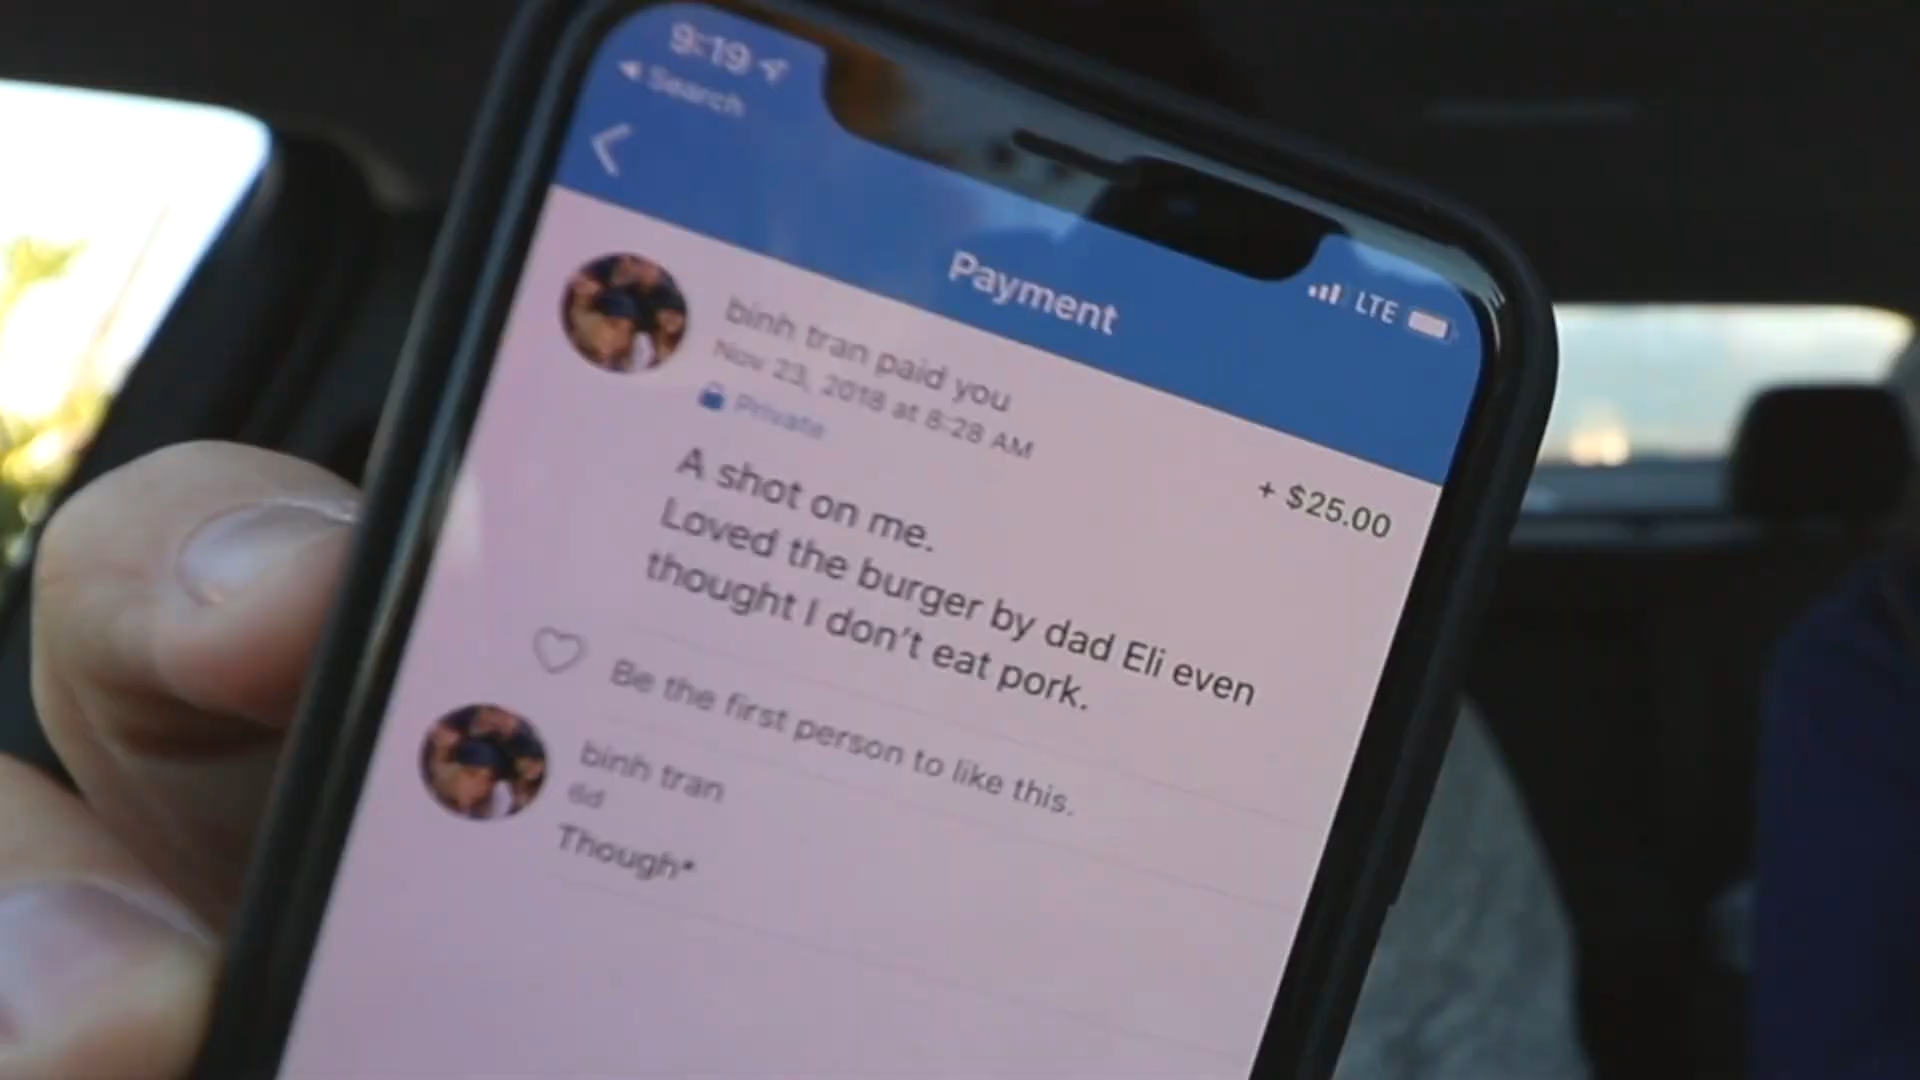 9:19
Search
LTE
Payment
binh tran paid you
Nov 23, 2018 at 8:28 AM
Private
+ $25.00
A shot on me.
Loved the burger by dad Eli even
thought I don't eat pork.
Be the first person to like this.
binh tran
6d
Though*